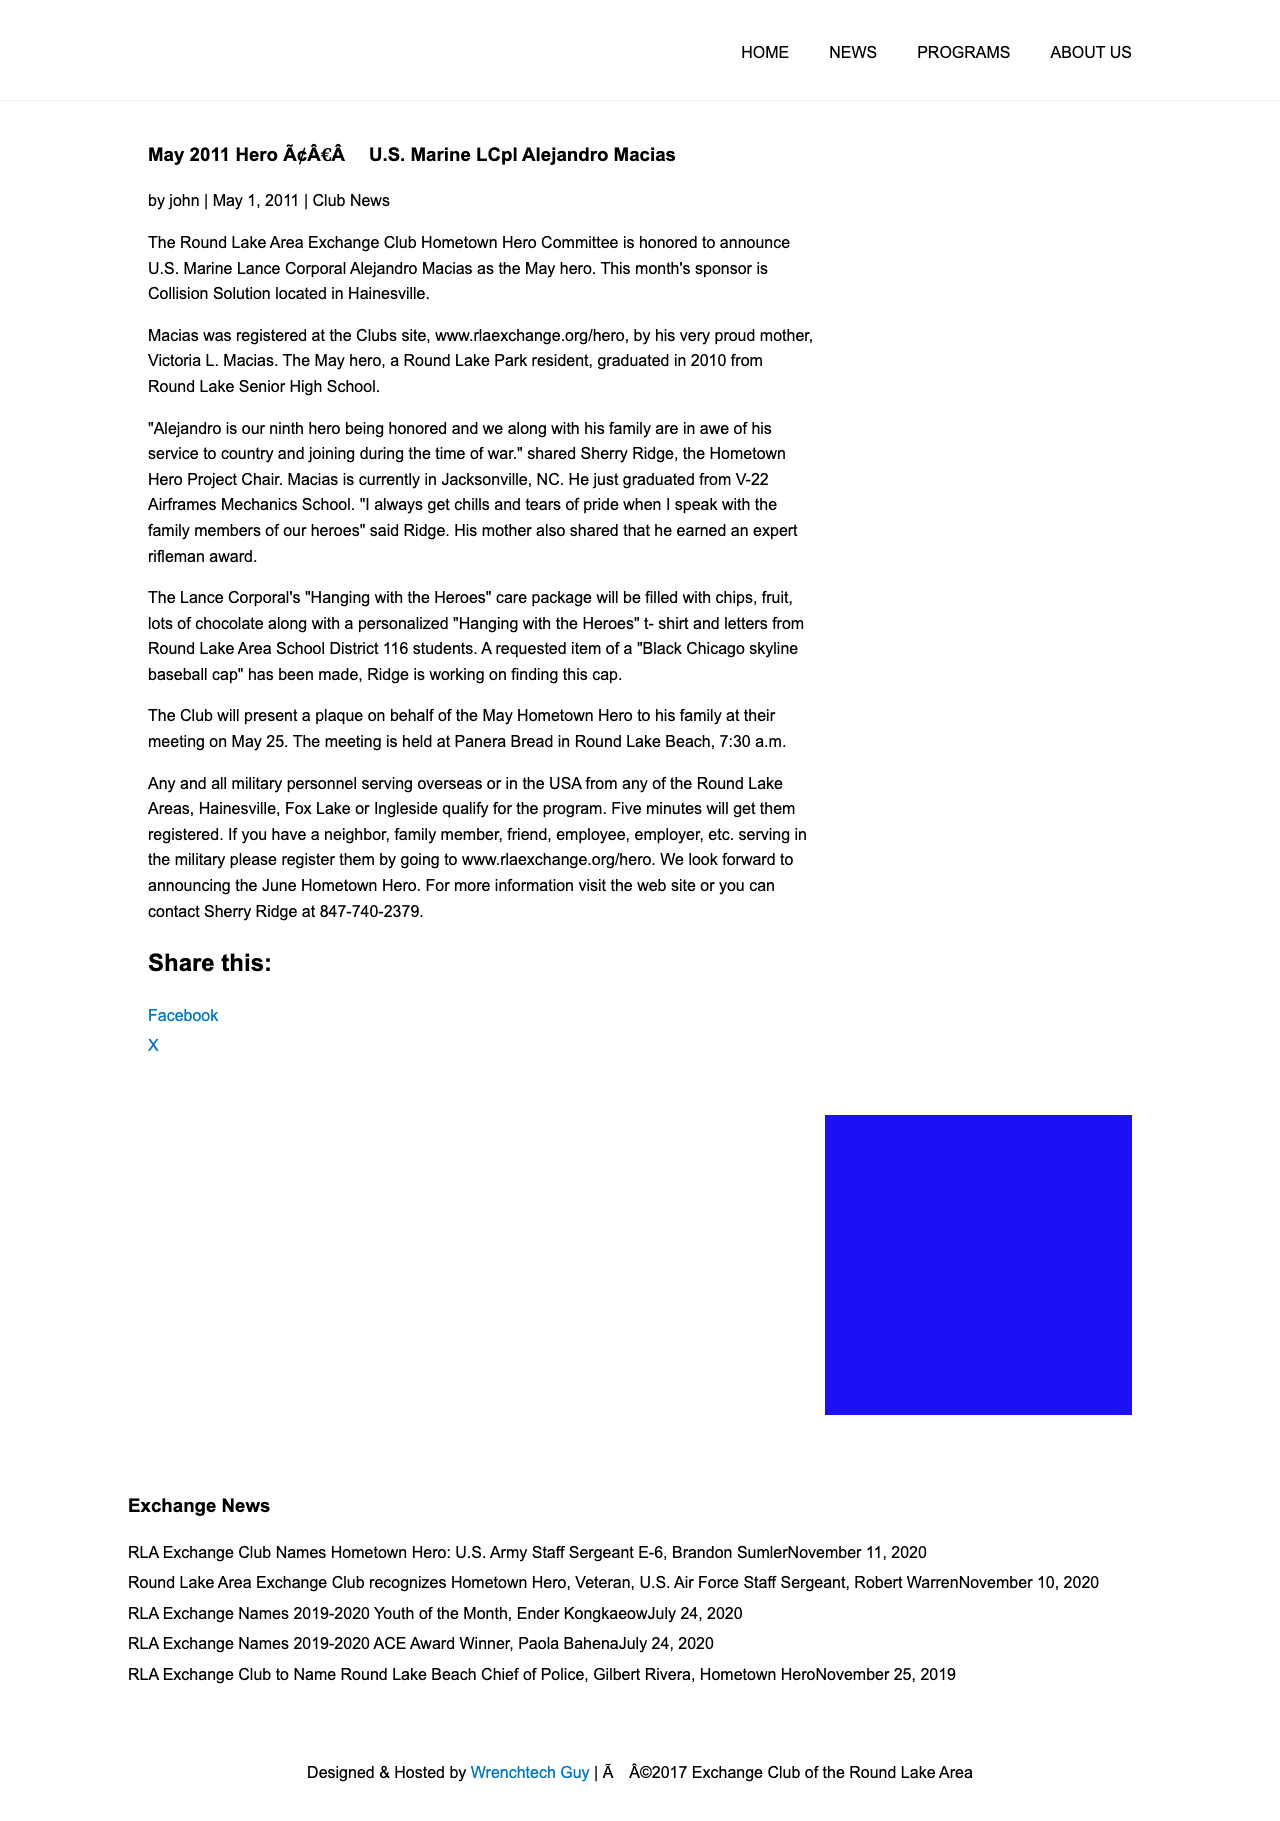 HOME NEWS PROGRAMS ABOUT US
May 2011 Hero Ã¢Â€Â U.S. Marine LCpl Alejandro Macias
by john | May 1, 2011 | Club News
The Round Lake Area Exchange Club Hometown Hero Committee is honored to announce
U.S. Marine Lance Corporal Alejandro Macias as the May hero. This month's sponsor is
Collision Solution located in Hainesville.
Macias was registered at the Clubs site, www.rlaexchange.org/hero, by his very proud mother,
Victoria L. Macias. The May hero, a Round Lake Park resident, graduated in 2010 from
Round Lake Senior High School.
"Alejandro is our ninth hero being honored and we along with his family are in awe of his
service to country and joining during the time of war." shared Sherry Ridge, the Hometown
Hero Project Chair. Macias is currently in Jacksonville, NC. He just graduated from V-22
Airframes Mechanics School. "I always get chills and tears of pride when I speak with the
family members of our heroes" said Ridge. His mother also shared that he earned an expert
rifleman award.
The Lance Corporal's "Hanging with the Heroes" care package will be filled with chips, fruit,
lots of chocolate along with a personalized "Hanging with the Heroes" t- shirt and letters from
Round Lake Area School District 116 students. A requested item of a "Black Chicago skyline
baseball cap" has been made, Ridge is working on finding this cap.
The Club will present a plaque on behalf of the May Hometown Hero to his family at their
meeting on May 25. The meeting is held at Panera Bread in Round Lake Beach, 7:30 a.m.
Any and all military personnel serving overseas or in the USA from any of the Round Lake
Areas, Hainesville, Fox Lake or Ingleside qualify for the program. Five minutes will get them
registered. If you have a neighbor, family member, friend, employee, employer, etc. serving in
the military please register them by going to www.rlaexchange.org/hero. We look forward to
announcing the June Hometown Hero. For more information visit the web site or you can
contact Sherry Ridge at 847-740-2379.
Share this:
Facebook
X
Exchange News
RLA Exchange Club Names Hometown Hero: U.S. Army Staff Sergeant E-6, Brandon SumlerNovember 11, 2020
Round Lake Area Exchange Club recognizes Hometown Hero, Veteran, U.S. Air Force Staff Sergeant, Robert WarrenNovember 10, 2020
RLA Exchange Names 2019-2020 Youth of the Month, Ender KongkaeowJuly 24, 2020
RLA Exchange Names 2019-2020 ACE Award Winner, Paola BahenaJuly 24, 2020
RLA Exchange Club to Name Round Lake Beach Chief of Police, Gilbert Rivera, Hometown HeroNovember 25, 2019
Designed & Hosted by Wrenchtech Guy | Ã Â©2017 Exchange Club of the Round Lake Area